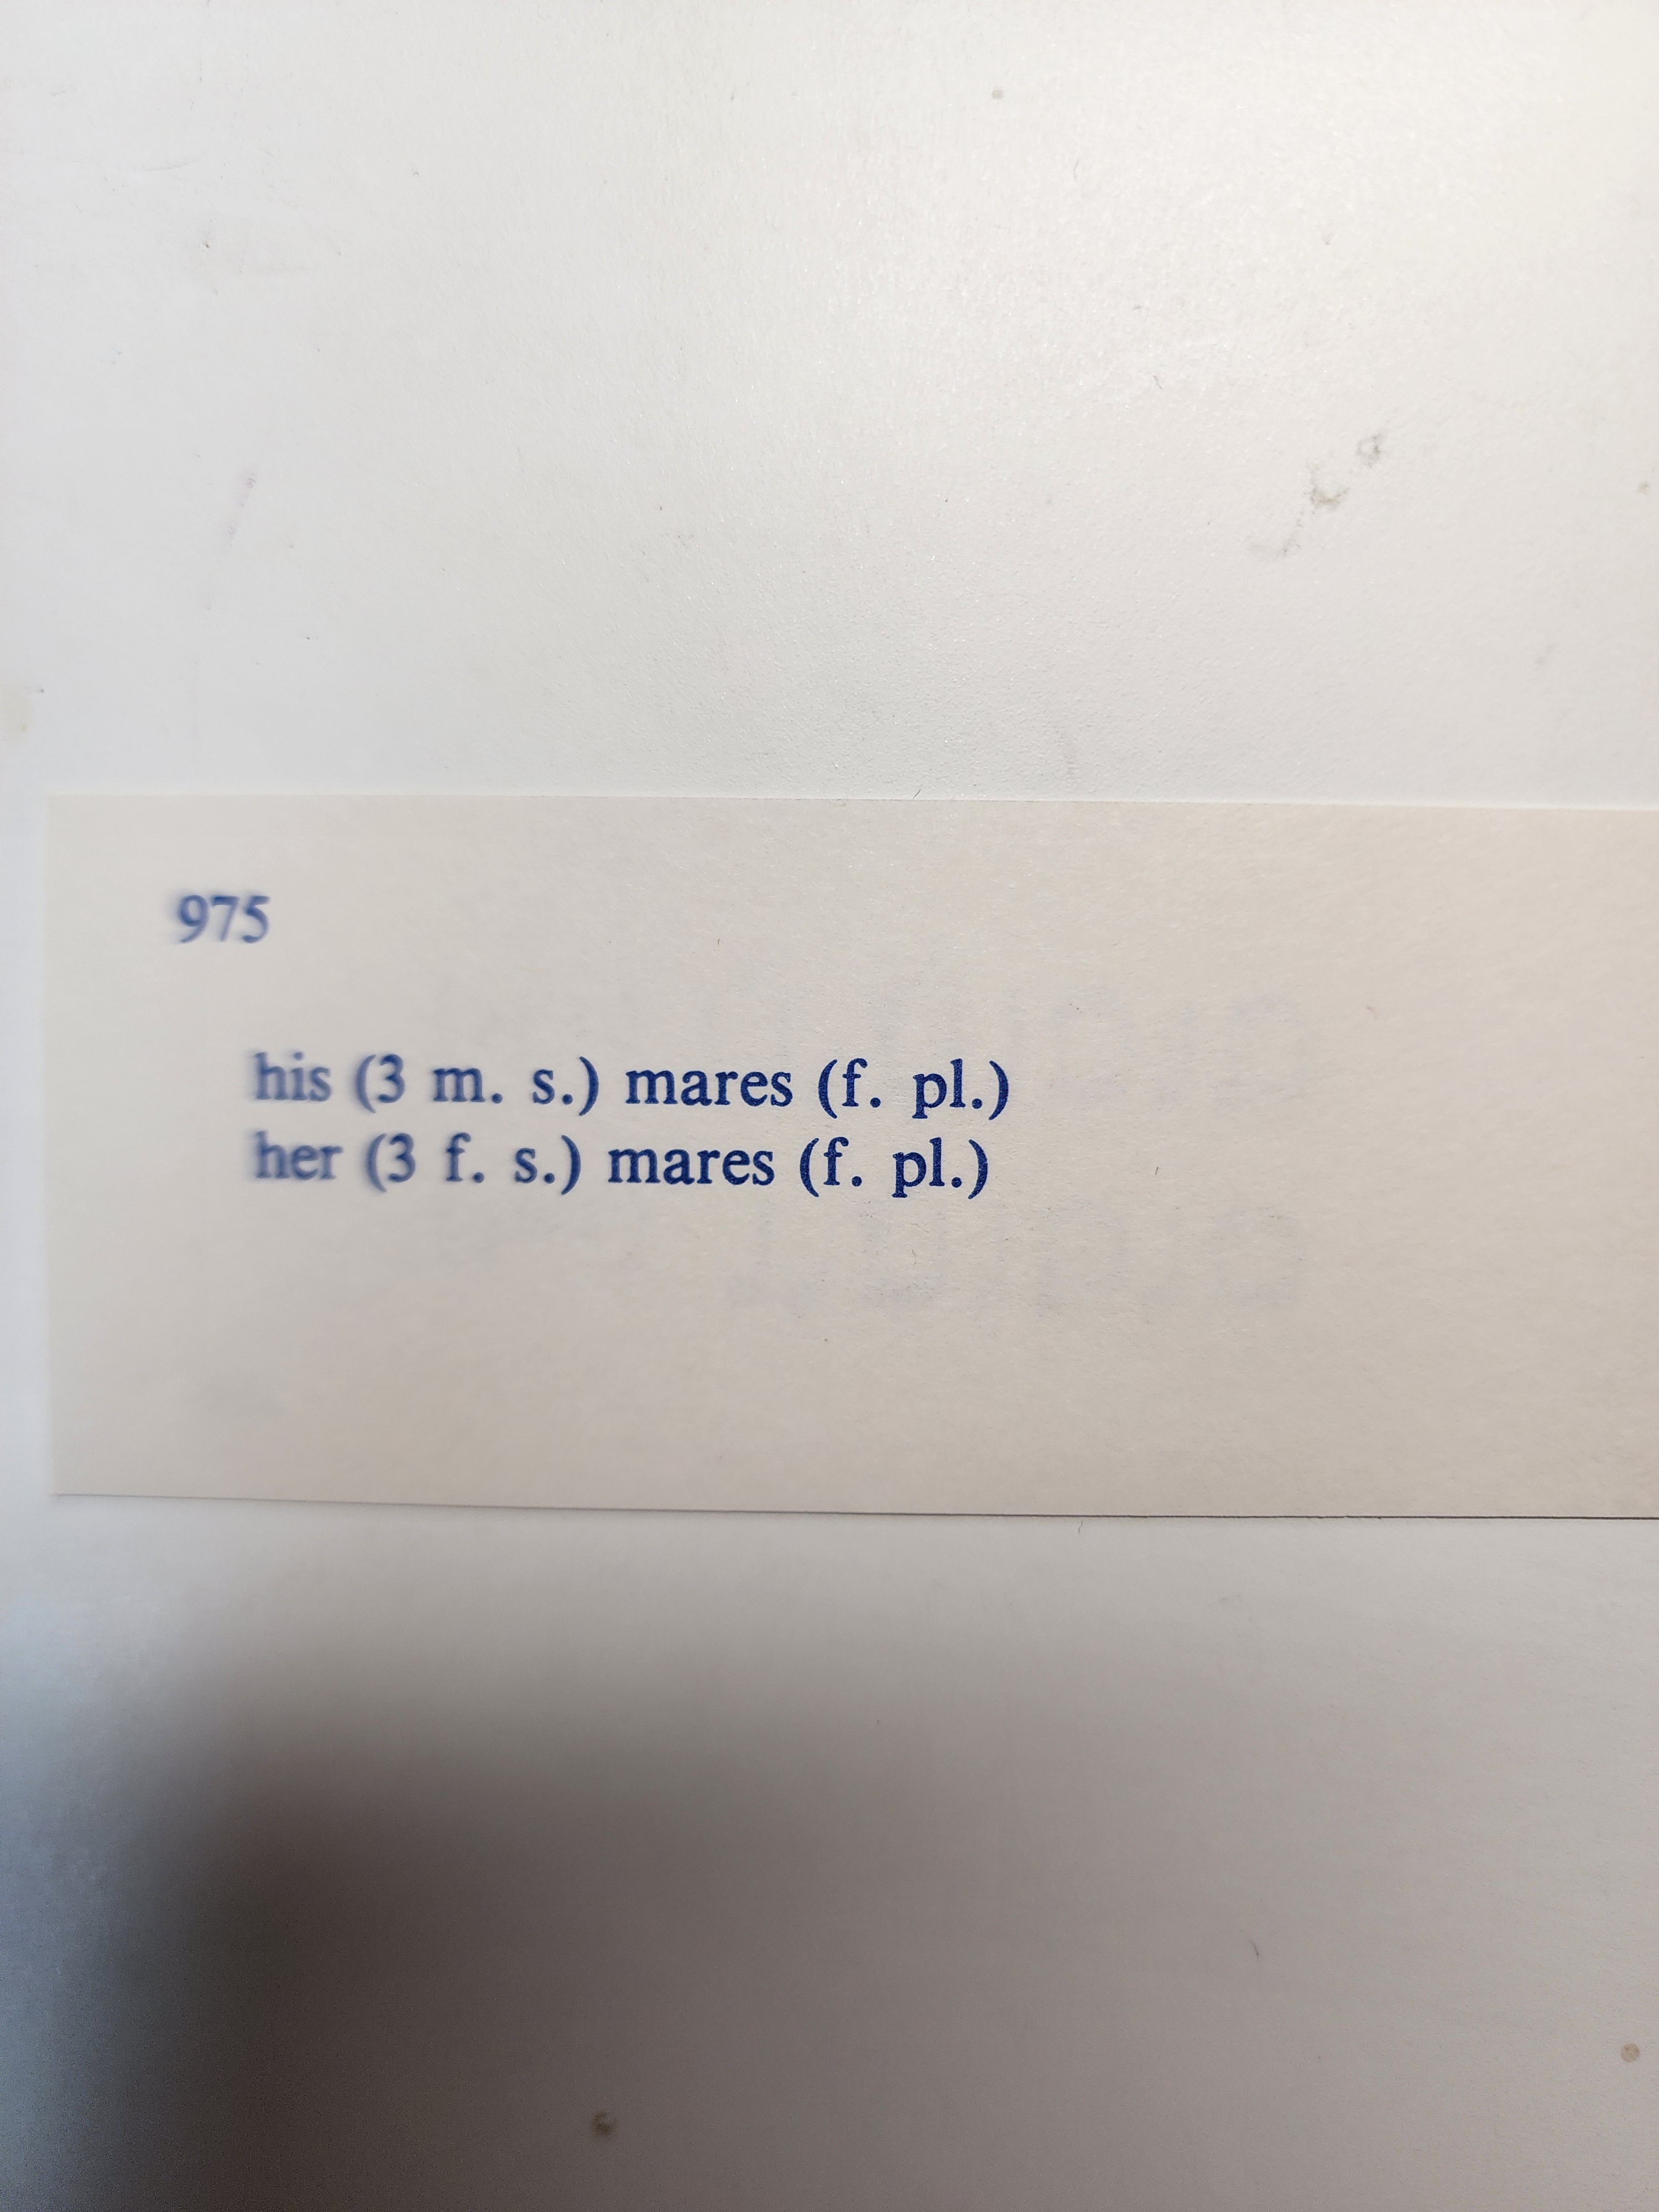 975
his (3 m. s.) mares (f. pl.)
her (3 f. s.) mares (f. pl.)